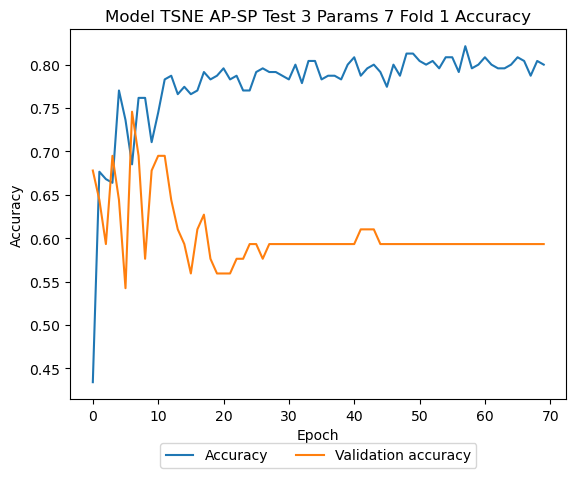 Model TSNE AP-SP Test 3 Params 7 Fold 1 Accuracy
0.80
0.75
0.70
0.65
0.60
0.55
0.50
0.45
Accuracy
0 10 20 30 40 50 60 70
Epoch
Accuracy Validation accuracy